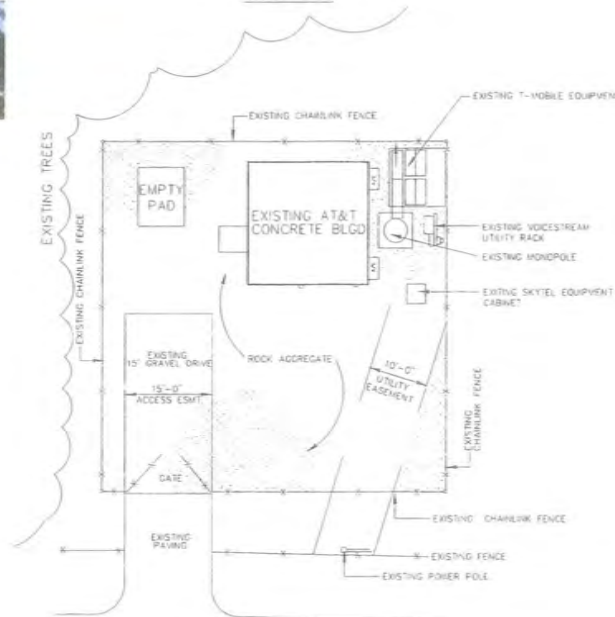 EXISTING T-MOBILE EQUIPMENT
EXISTING CHAINLINK FENCE
EXISTING TREES
EMPTY
PAD
EXISTING AT&T
CONCRETE BLGD
EXISTING VOICESTREAM
UTILITY RACK
EXISTING MONOPOLE
EXISTING CHAINLINK FENCE
EXITING SKYTEL EQUIPMENT
CABINET
EXISTING
15' GRAVEL DRIVE
15'-0"
ACCESS ESMT
ROCK AGGREGATE
10'-0"
UTILITY
EASEMENT
EXISTING
CHAINLINK FENCE
GATE
EXISTING CHAINLINK FENCE
EXISTING
PAVING
EXISTING FENCE
EXISTING POWER POLE